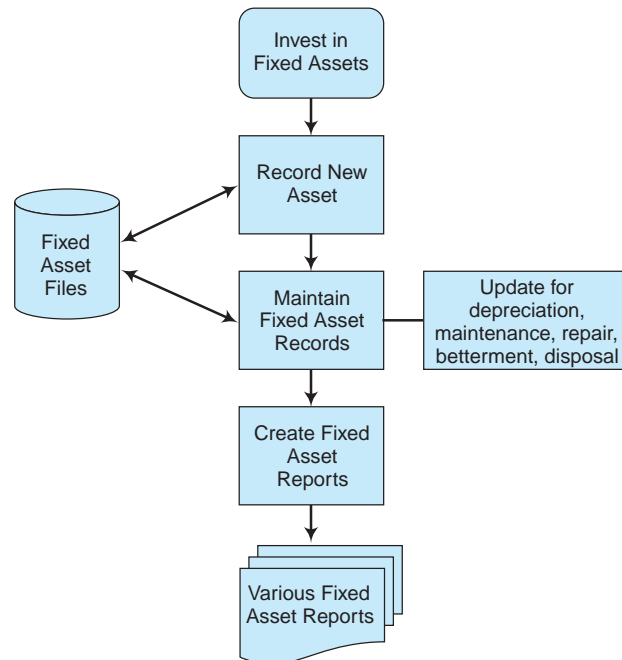 Invest in
Fixed Assets
Record New
Asset
Fixed
Asset
Files
Maintain
Fixed Asset
Records
Update for
depreciation,
maintenance, repair,
betterment, disposal
Create Fixed
Asset
Reports
Various Fixed
Asset Reports